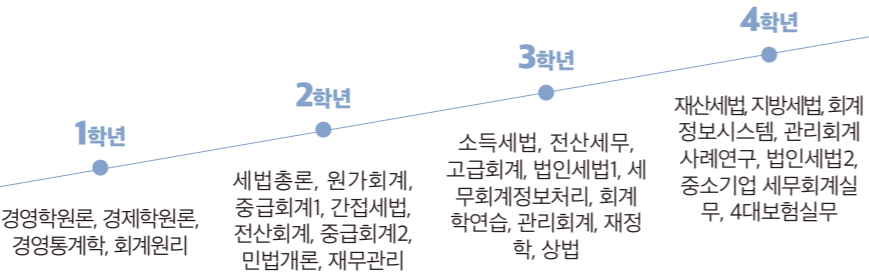 1학년
경영학원론, 경제학원론,
경영통계학, 회계원리
2학년
세법총론, 원가회계,
중급회계1, 간접세법,
전산회계, 중급회계2,
민법개론, 재무관리
3학년
소득세법, 전산세무,
고급회계, 법인세법1, 세
무회계정보처리, 회계
학연습, 관리회계, 재정
학, 상법
4학년
재산세법, 지방세법, 회계
정보시스템, 관리회계
사례연구, 법인세법2,
중소기업 세무회계실
무, 4대보험실무